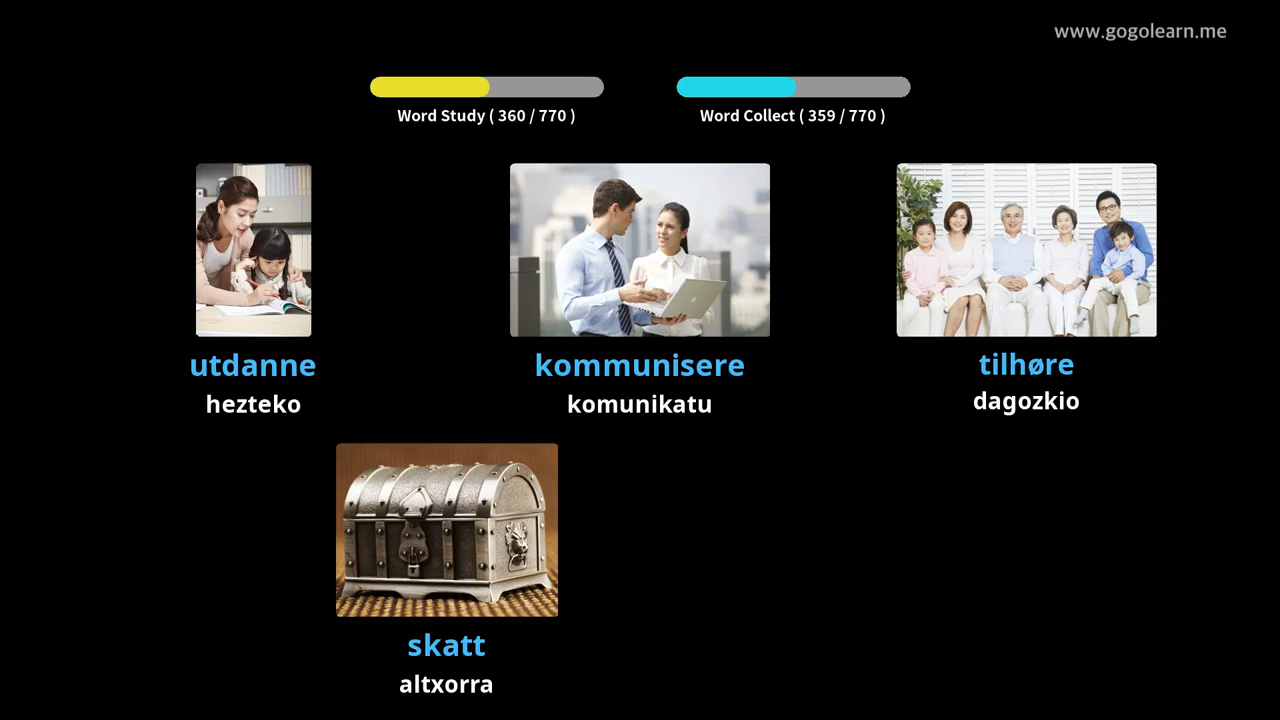 www.gogolearn.me
Word Study ( 360 / 770 )
Word Collect ( 359 / 770 )
utdanne
hezteko
kommunisere
komunikatu
tilhøre
dagozkio
skatt
altxorra